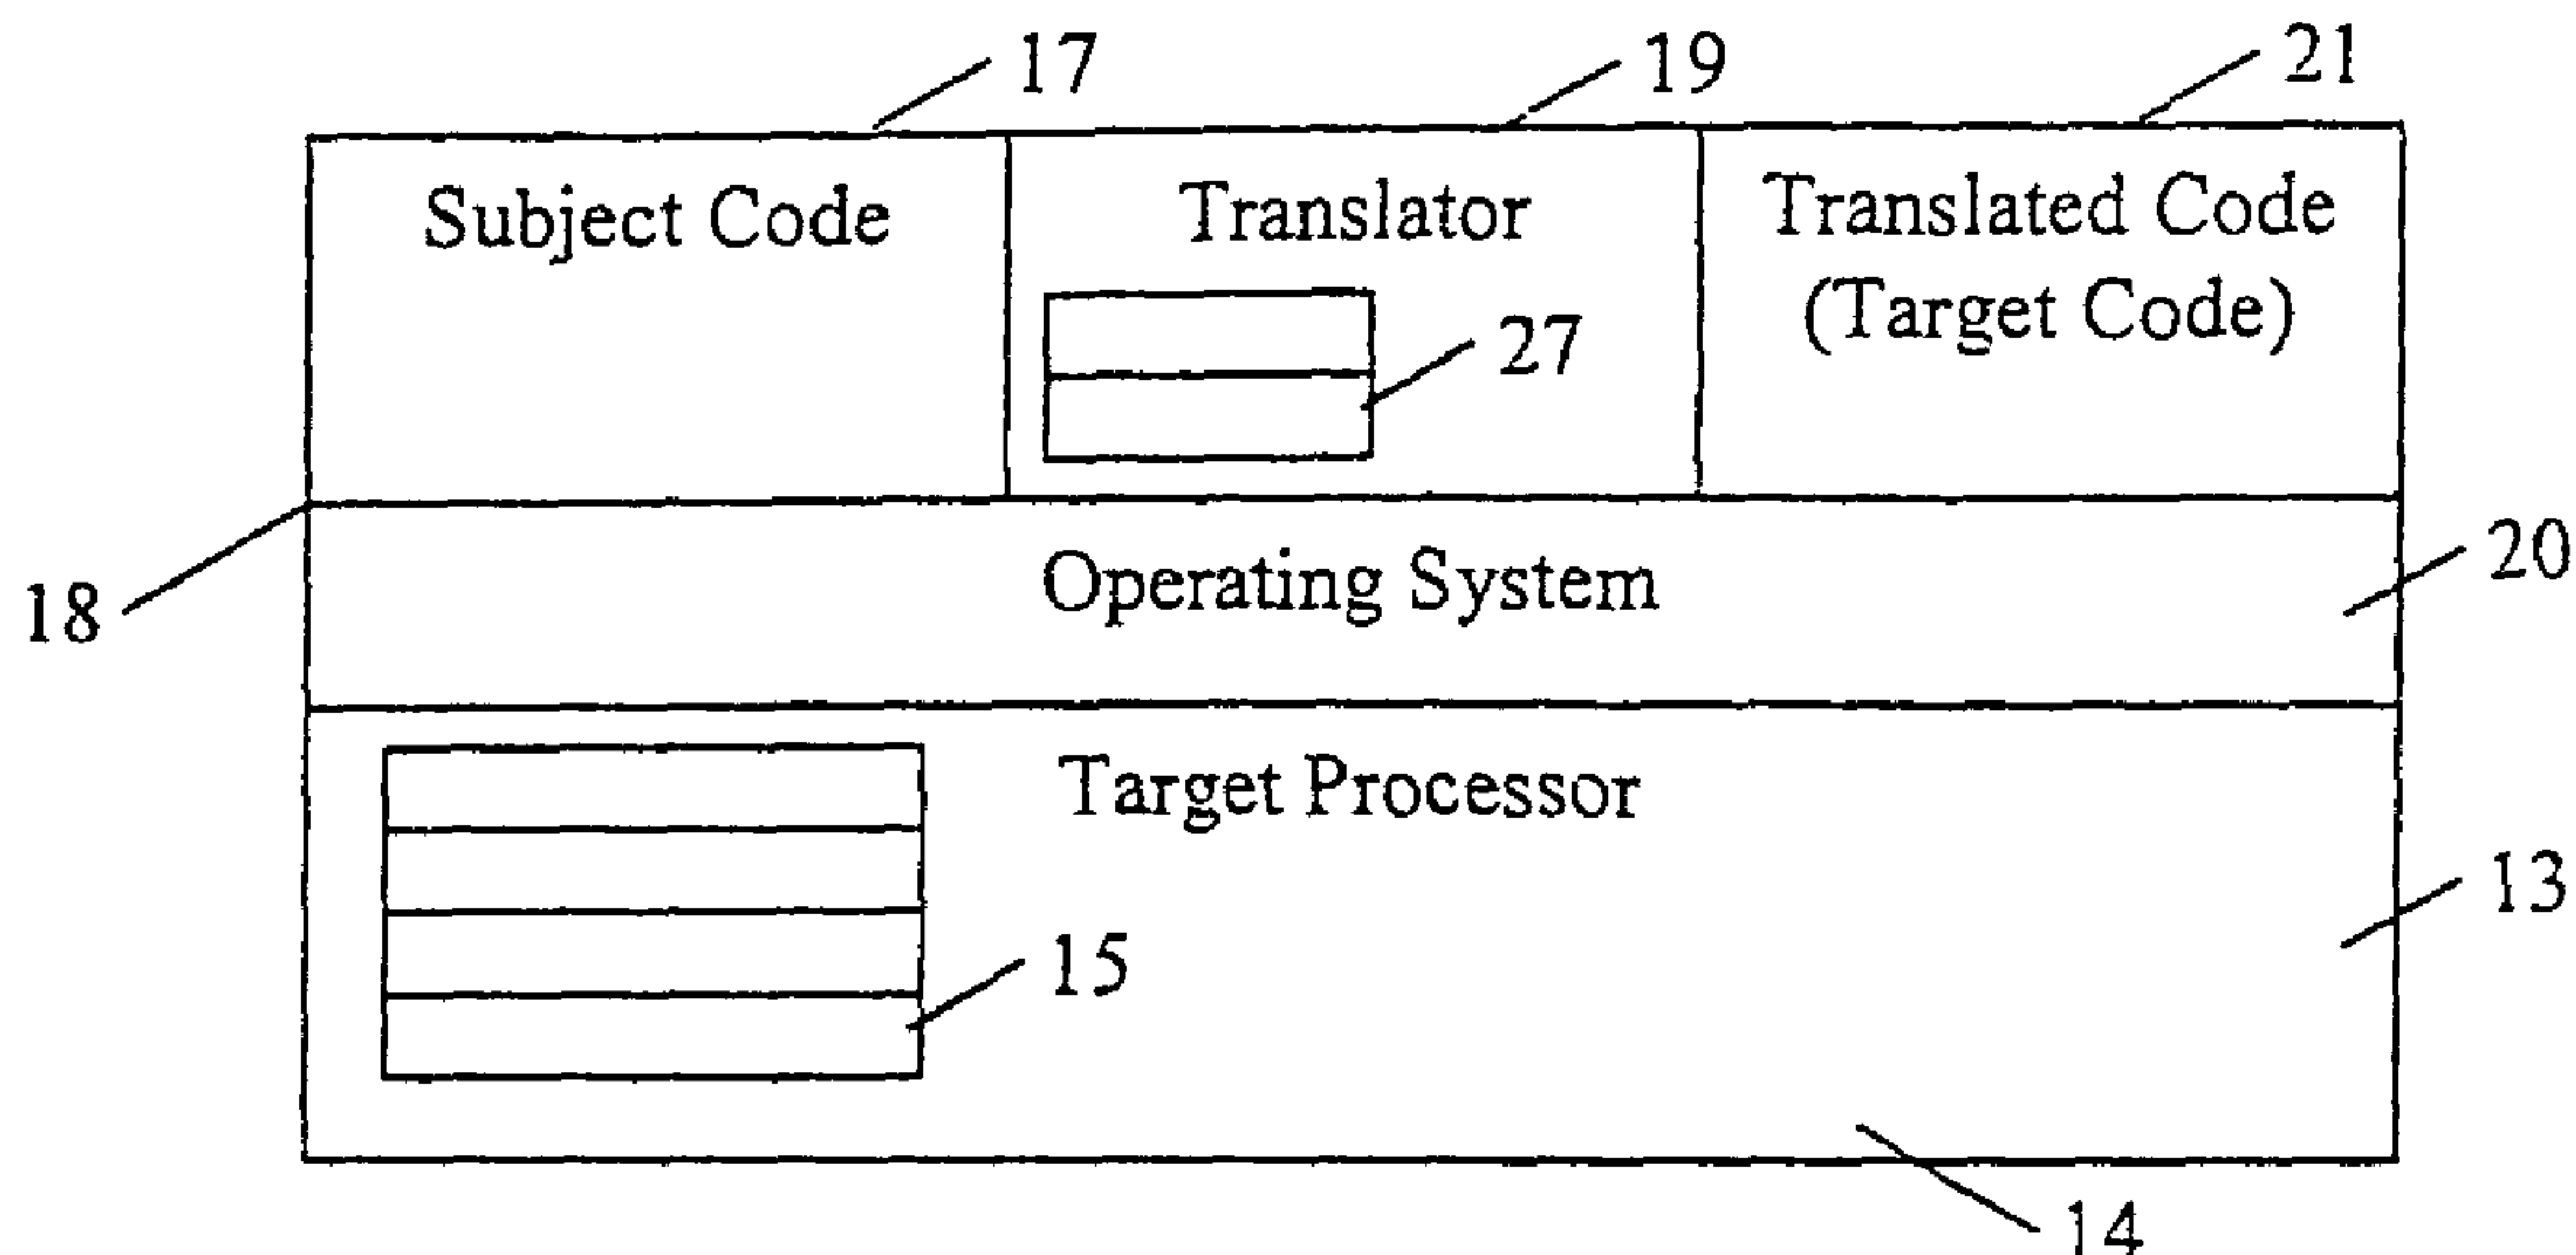 17
19
21
Subject Code
Translator
Translated Code
(Target Code)
27
18
Operating System
20
Target Processor
13
15
14